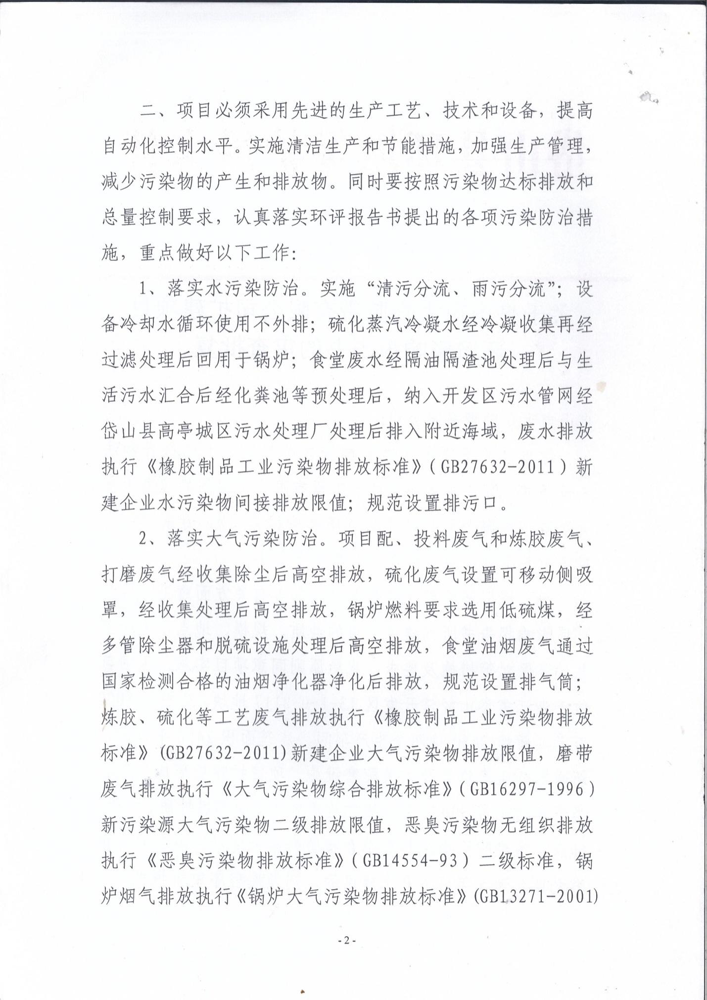 二、项目必须采用先进的生产工艺、技术和设备，提高
自动化控制水平。实施清洁生产和节能措施，加强生产管理，
减少污染物的产生和排放物。同时要按照污染物达标排放和
总量控制要求，认真落实环评报告书提出的各项污染防治措
施，重点做好以下工作：
1、落实水污染防治。实施“清污分流、雨污分流”；设
备冷却水循环使用不外排；硫化蒸汽冷凝水经冷凝收集再经
过滤处理后回用于锅炉；食堂废水经隔油隔渣池处理后与生
活污水汇合后经化粪池等预处理后，纳入开发区污水管网经
岱山县高亭城区污水处理厂处理后排入附近海域，废水排放
执行《橡胶制品工业污染物排放标准》（GB27632-2011）新
建企业水污染物间接排放限值；规范设置排污口。
2、落实大气污染防治。项目配、投料废气和炼胶废气、
打磨废气经收集除尘后高空排放，硫化废气设置可移动侧吸
罩，经收集处理后高空排放，锅炉燃料要求选用低硫煤，经
多管除尘器和脱硫设施处理后高空排放，食堂油烟废气通过
国家检测合格的油烟净化器净化后排放，规范设置排气筒；
炼胶、硫化等工艺废气排放执行《橡胶制品工业污染物排放
标准》(GB27632-2011)新建企业大气污染物排放限值，磨带
废气排放执行《大气污染物综合排放标准》（GB16297-1996）
新污染源大气污染物二级排放限值，恶臭污染物无组织排放
执行《恶臭污染物排放标准》（GB14554-93）二级标准，锅
炉烟气排放执行《锅炉大气污染物排放标准》(GB13271-2001)
- 2 -